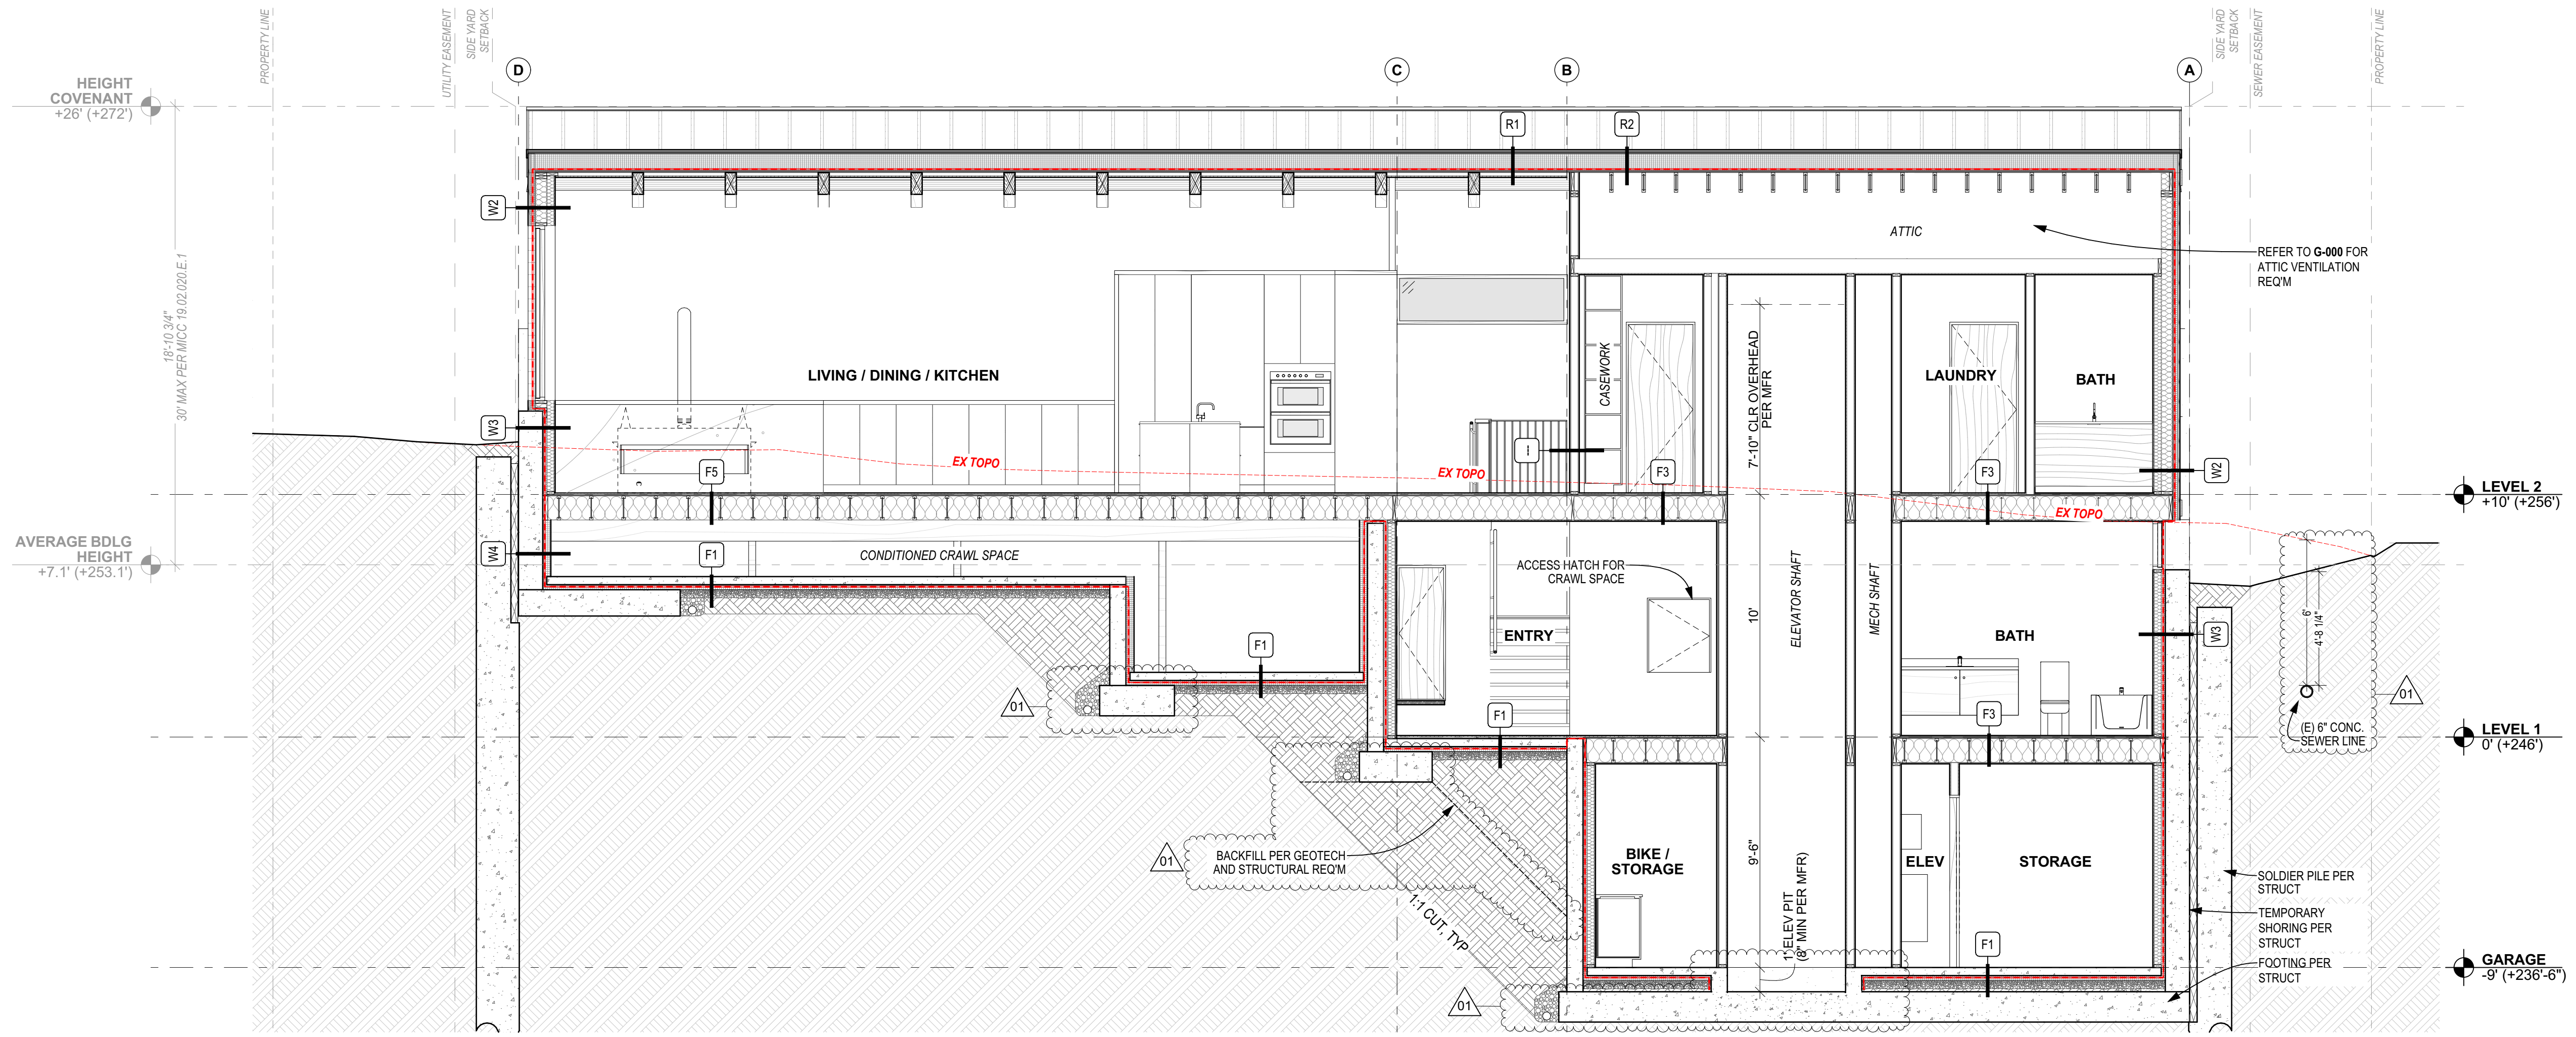 PROPERTY LINE
UTILITY EASEMENT
SIDE YARD
SETBACK
D
C
B
A
SIDE YARD
SETBACK
SEWER EASEMENT
PROPERTY LINE
HEIGHT
COVENANT
+26' (+272')
18'-10 3/4"
30' MAX PER MICC 19.02.020.E.1
R1
R2
W2
ATTIC
REFER TO G-000 FOR
ATTIC VENTILATION
REQ'M
LIVING / DINING / KITCHEN
CASEWORK
7'-10" CLR OVERHEAD
PER MFR
LAUNDRY
BATH
W3
EX TOPO
EX TOPO
I
F5
F3
F3
W2
LEVEL 2
+10' (+256')
EX TOPO
AVERAGE BDLG
HEIGHT
+7.1' (+253.1')
W4
F1
CONDITIONED CRAWL SPACE
ACCESS HATCH FOR
CRAWL SPACE
ELEVATOR SHAFT
MECH SHAFT
10'
ENTRY
BATH
W3
6'
4'-8 1/4"
F1
01
01
F1
F3
(E) 6" CONC.
SEWER LINE
LEVEL 1
0' (+246')
BACKFILL PER GEOTECH
AND STRUCTURAL REQ'M
01
1:1 CUT, TYP
BIKE /
STORAGE
9'-6"
1' ELEV PIT
(8" MIN PER MFR)
ELEV
STORAGE
SOLDIER PILE PER
STRUCT
TEMPORARY
SHORING PER
STRUCT
F1
FOOTING PER
STRUCT
GARAGE
-9' (+236'-6")
01